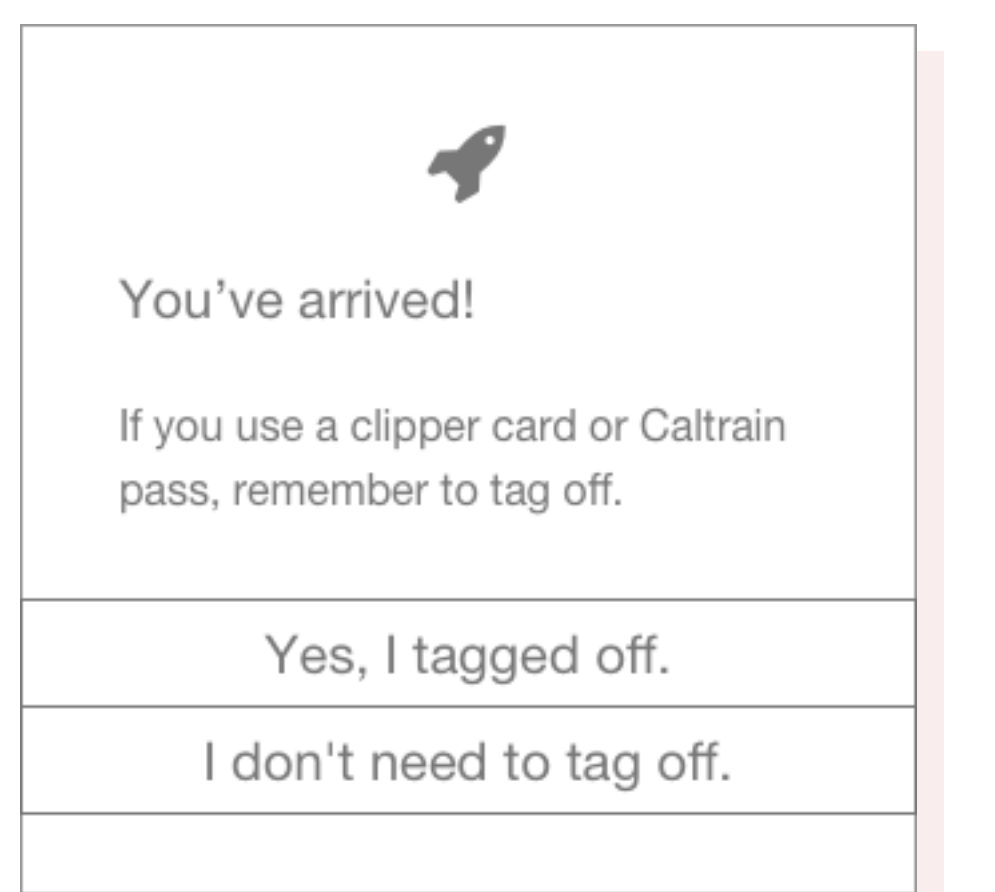 You’ve arrived!
If you use a clipper card or Caltrain
pass, remember to tag off.
Yes, I tagged off.
I don't need to tag off.